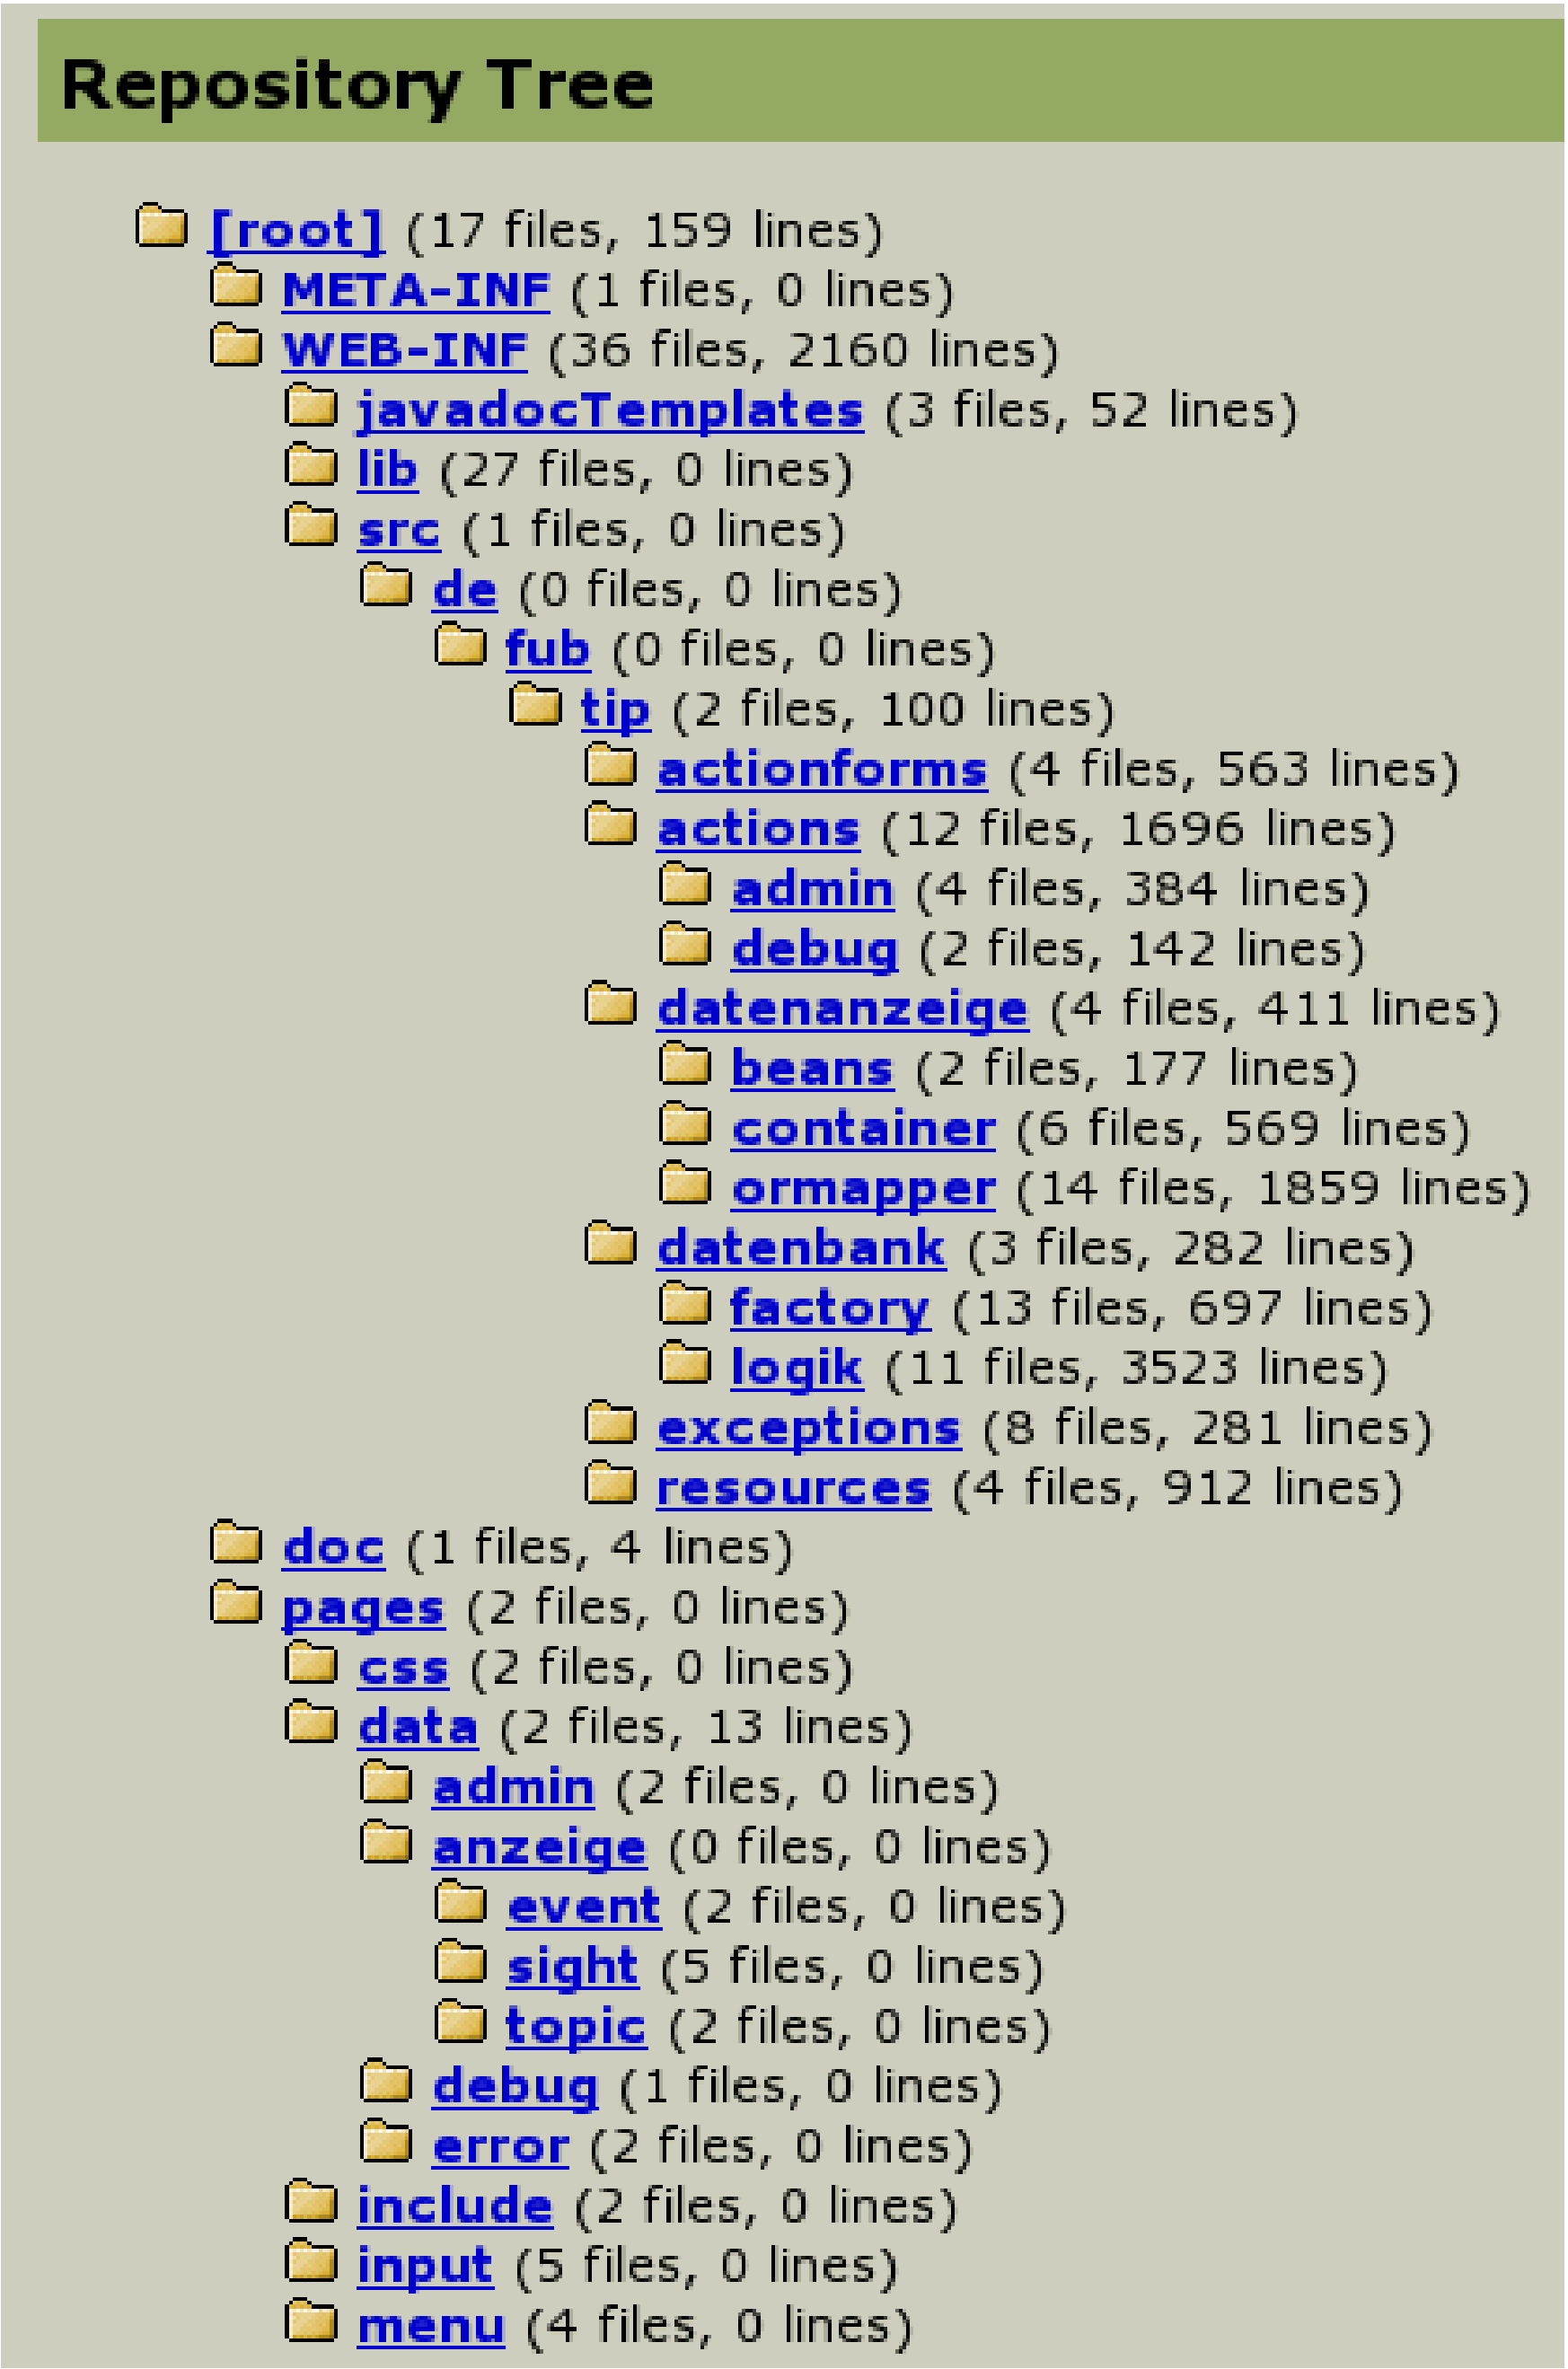 Repository Tree
[root] (17 files, 159 lines)
META-INF (1 files, 0 lines)
WEB-INF (36 files, 2160 lines)
javadocTemplates (3 files, 52 lines)
lib (27 files, 0 lines)
src (1 files, 0 lines)
de (0 files, 0 lines)
fub (0 files, 0 lines)
tip (2 files, 100 lines)
actionforms (4 files, 563 lines)
actions (12 files, 1696 lines)
admin (4 files, 384 lines)
debug (2 files, 142 lines)
datenanzeige (4 files, 411 lines)
beans (2 files, 177 lines)
container (6 files, 569 lines)
ormapper (14 files, 1859 lines)
datenbank (3 files, 282 lines)
factory (13 files, 697 lines)
logik (11 files, 3523 lines)
exceptions (8 files, 281 lines)
resources (4 files, 912 lines)
doc (1 files, 4 lines)
pages (2 files, 0 lines)
css (2 files, 0 lines)
data (2 files, 13 lines)
admin (2 files, 0 lines)
anzeige (0 files, 0 lines)
event (2 files, 0 lines)
sight (5 files, 0 lines)
topic (2 files, 0 lines)
debug (1 files, 0 lines)
error (2 files, 0 lines)
include (2 files, 0 lines)
input (5 files, 0 lines)
menu (4 files, 0 lines)